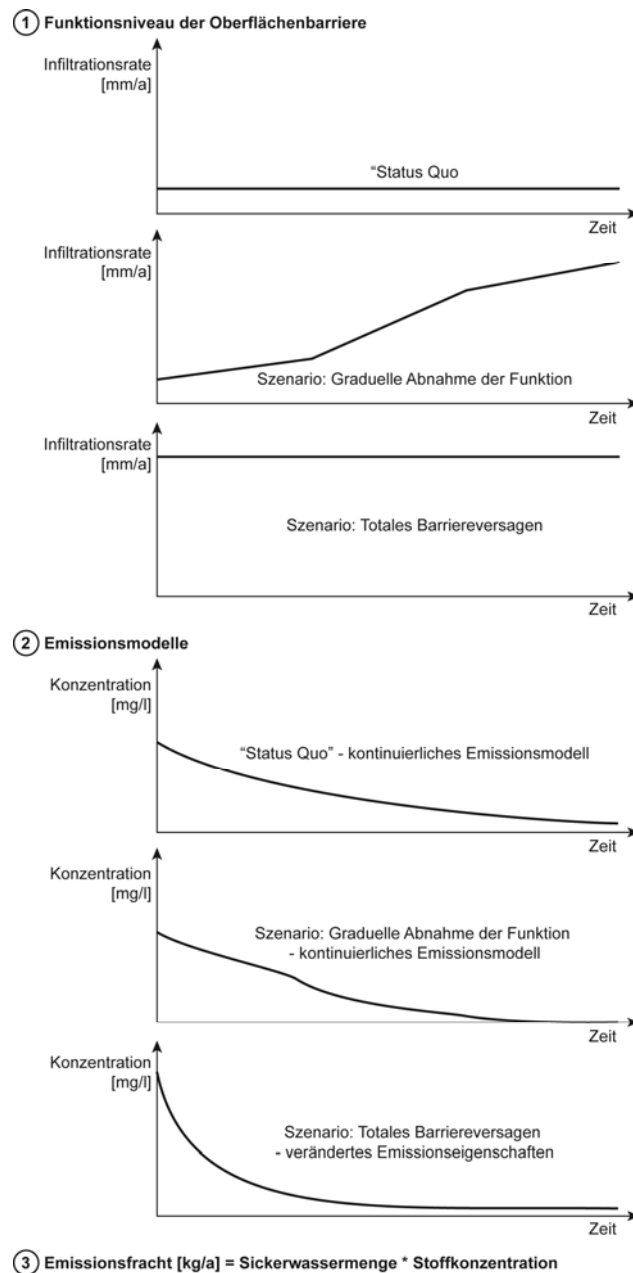 1 Funktionsniveau der Oberflächenbarriere
Infiltrationsrate
[mm/a]
"Status Quo
Zeit
Infiltrationsrate
[mm/a]
Szenario: Graduelle Abnahme der Funktion
Zeit
Infiltrationsrate
[mm/a]
Szenario: Totales Barriereversagen
Zeit
2 Emissionsmodelle
Konzentration
[mg/l]
"Status Quo" - kontinuierliches Emissionsmodell
Zeit
Konzentration
[mg/l]
Szenario: Graduelle Abnahme der Funktion
- kontinuierliches Emissionsmodell
Zeit
Konzentration
[mg/l]
Szenario: Totales Barriereversagen
- verändertes Emissionseigenschaften
Zeit
3 Emissionsfracht [kg/a] = Sickerwassermenge * Stoffkonzentration